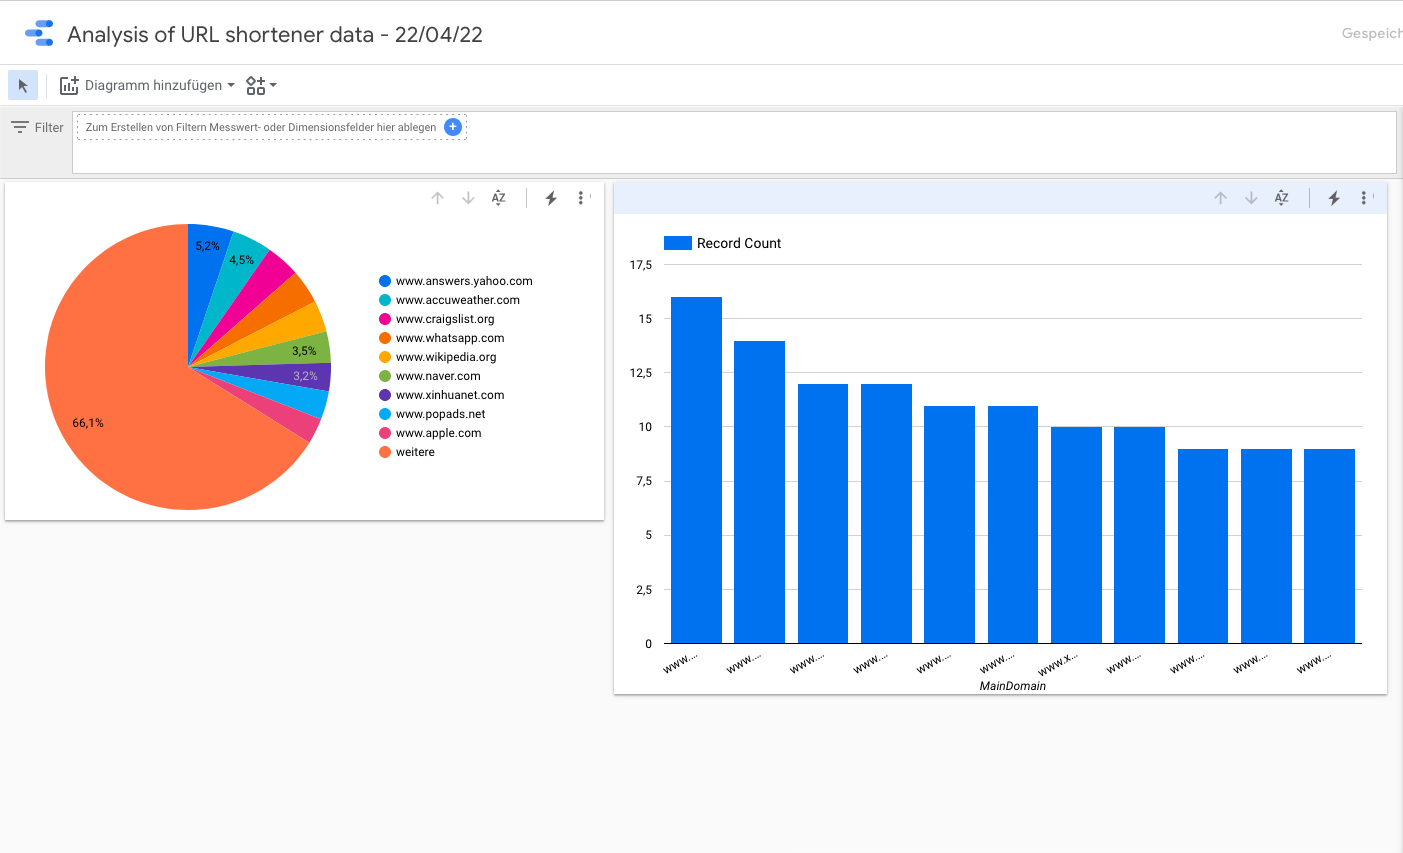 Analysis of URL shortener data - 22/04/22
Gespeich
Diagramm hinzufügen
Filter
Zum Erstellen von Filtern Messwert- oder Dimensionsfelder hier ablegen
AZ
5,2%
4,5%
3,5%
3,2%
66,1%
www.answers.yahoo.com
www.accuweather.com
www.craigslist.org
www.whatsapp.com
www.wikipedia.org
www.naver.com
www.xinhuanet.com
www.popads.net
www.apple.com
weitere
AZ
Record Count
17,5
15
12,5
10
7,5
5
2,5
0
www.…
www.…
www.…
www.…
www.…
www.…
www.x…
www.…
www.…
www.…
www.…
MainDomain